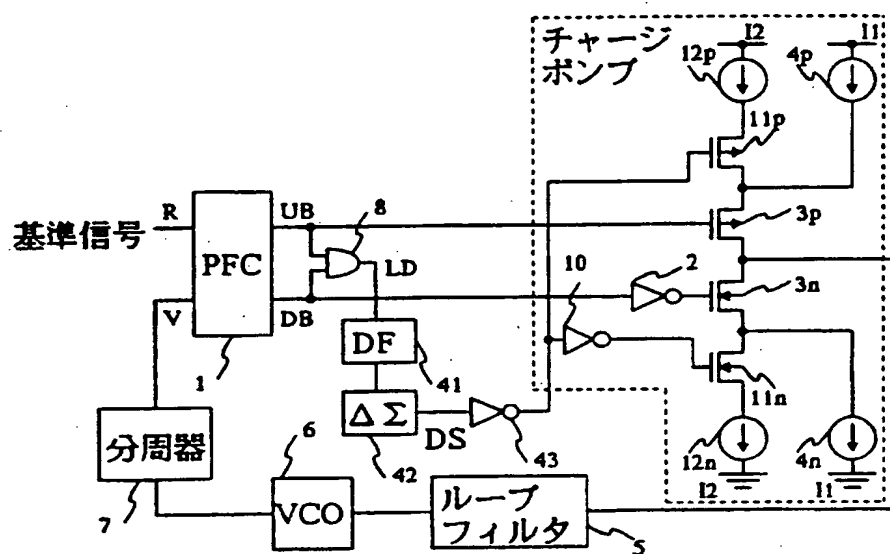 チャージ
ポンプ
I2
I1
12p
4p
11p
R
UB
8
基準信号
PFC
3p
LD
2
10
3n
V
DB
1
DF
41
11n
ΔΣ
DS
43
42
分周器
6
12n
4n
I2
I1
7
VCO
ループ
フィルタ
5